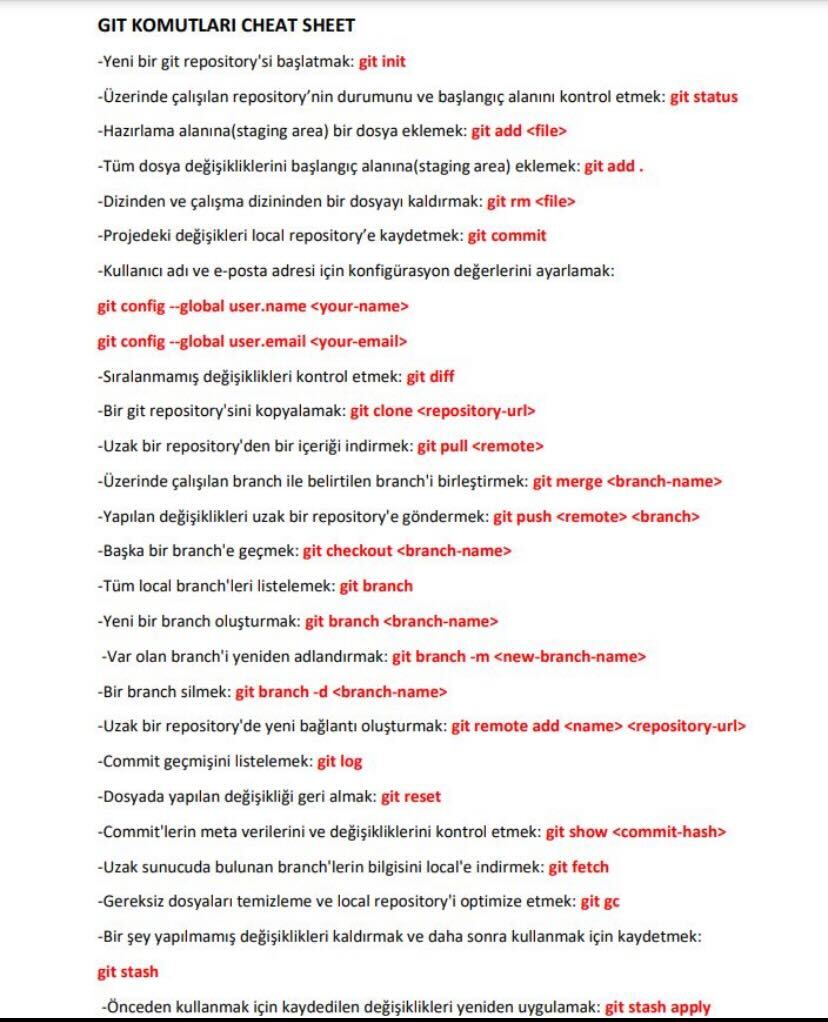 GIT KOMUTLARI CHEAT SHEET
-Yeni bir git repository'si başlatmak: git init
-Üzerinde çalışılan repository’nin durumunu ve başlangıç alanını kontrol etmek: git status
-Hazırlama alanına(staging area) bir dosya eklemek: git add <file>
-Tüm dosya değişikliklerini başlangıç alanına(staging area) eklemek: git add .
-Dizinden ve çalışma dizininden bir dosyayı kaldırmak: git rm <file>
-Projedeki değişikleri local repository’e kaydetmek: git commit
-Kullanıcı adı ve e-posta adresi için konfigürasyon değerlerini ayarlamak:
git config --global user.name <your-name>
git config --global user.email <your-email>
-Sıralanmamış değişiklikleri kontrol etmek: git diff
-Bir git repository'sini kopyalamak: git clone <repository-url>
-Uzak bir repository'den bir içeriği indirmek: git pull <remote>
-Üzerinde çalışılan branch ile belirtilen branch'i birleştirmek: git merge <branch-name>
-Yapılan değişiklikleri uzak bir repository'e göndermek: git push <remote> <branch>
-Başka bir branch'e geçmek: git checkout <branch-name>
-Tüm local branch'leri listelemek: git branch
-Yeni bir branch oluşturmak: git branch <branch-name>
-Var olan branch'i yeniden adlandırmak: git branch -m <new-branch-name>
-Bir branch silmek: git branch -d <branch-name>
-Uzak bir repository'de yeni bağlantı oluşturmak: git remote add <name> <repository-url>
-Commit geçmişini listelemek: git log
-Dosyada yapılan değişikliği geri almak: git reset
-Commit'lerin meta verilerini ve değişikliklerini kontrol etmek: git show <commit-hash>
-Uzak sunucuda bulunan branch'lerin bilgisini local'e indirmek: git fetch
-Gereksiz dosyaları temizleme ve local repository'i optimize etmek: git gc
-Bir şey yapılmamış değişiklikleri kaldırmak ve daha sonra kullanmak için kaydetmek:
git stash
-Önceden kullanmak için kaydedilen değişiklikleri yeniden uygulamak: git stash apply